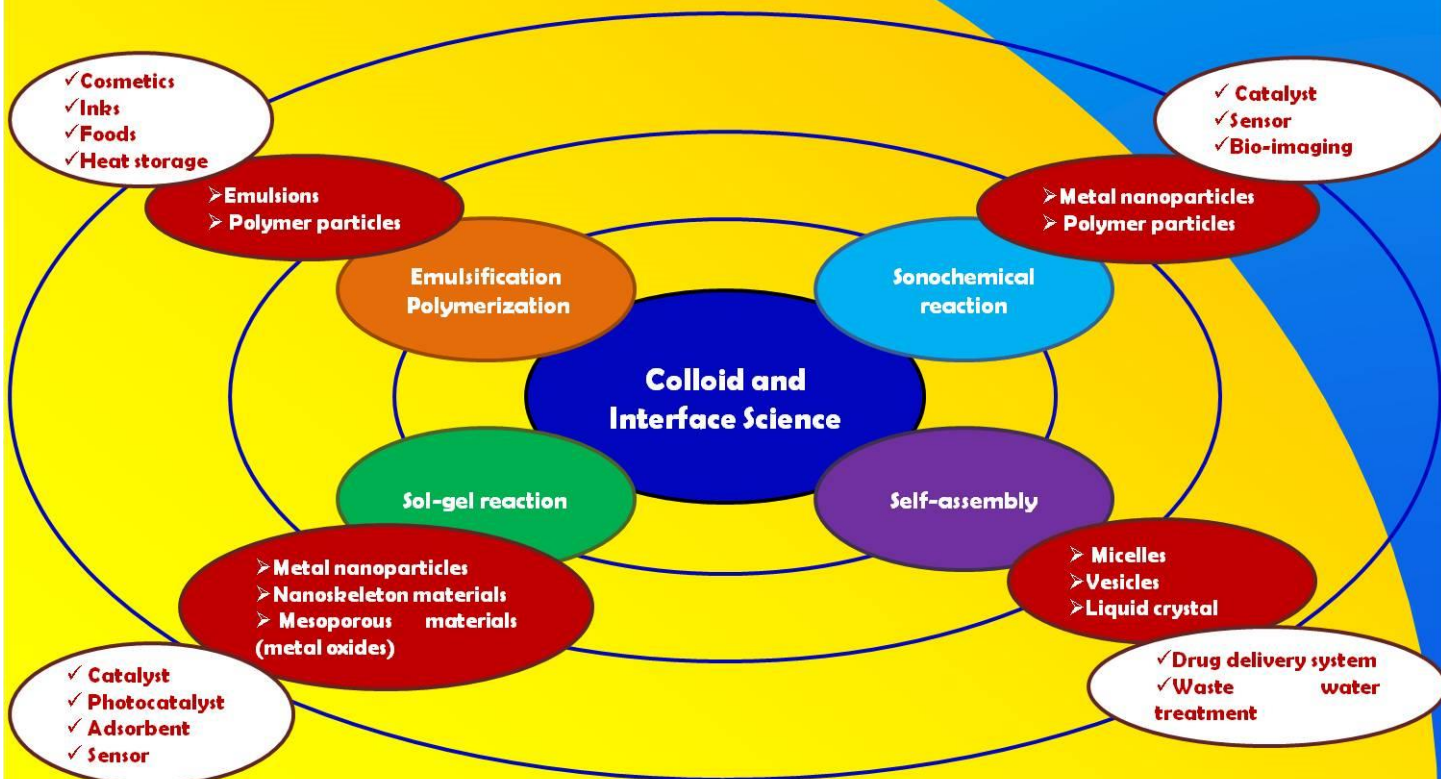 ✓Cosmetics
✓Inks
✓Foods
✓Heat storage
➢Emulsions
➢ Polymer particles
Emulsification
Polymerization
✓ Catalyst
✓Sensor
✓Bio-imaging
➢Metal nanoparticles
➢ Polymer particles
Sonochemical
reaction
Colloid and
Interface Science
Sol-gel reaction
➢Metal nanoparticles
➢Nanoskeleton materials
➢ Mesoporous materials
(metal oxides)
✓ Catalyst
✓ Photocatalyst
✓ Adsorbent
✓ Sensor
Self-assembly
➢ Micelles
➢Vesicles
➢Liquid crystal
✓Drug delivery system
✓Waste water
treatment